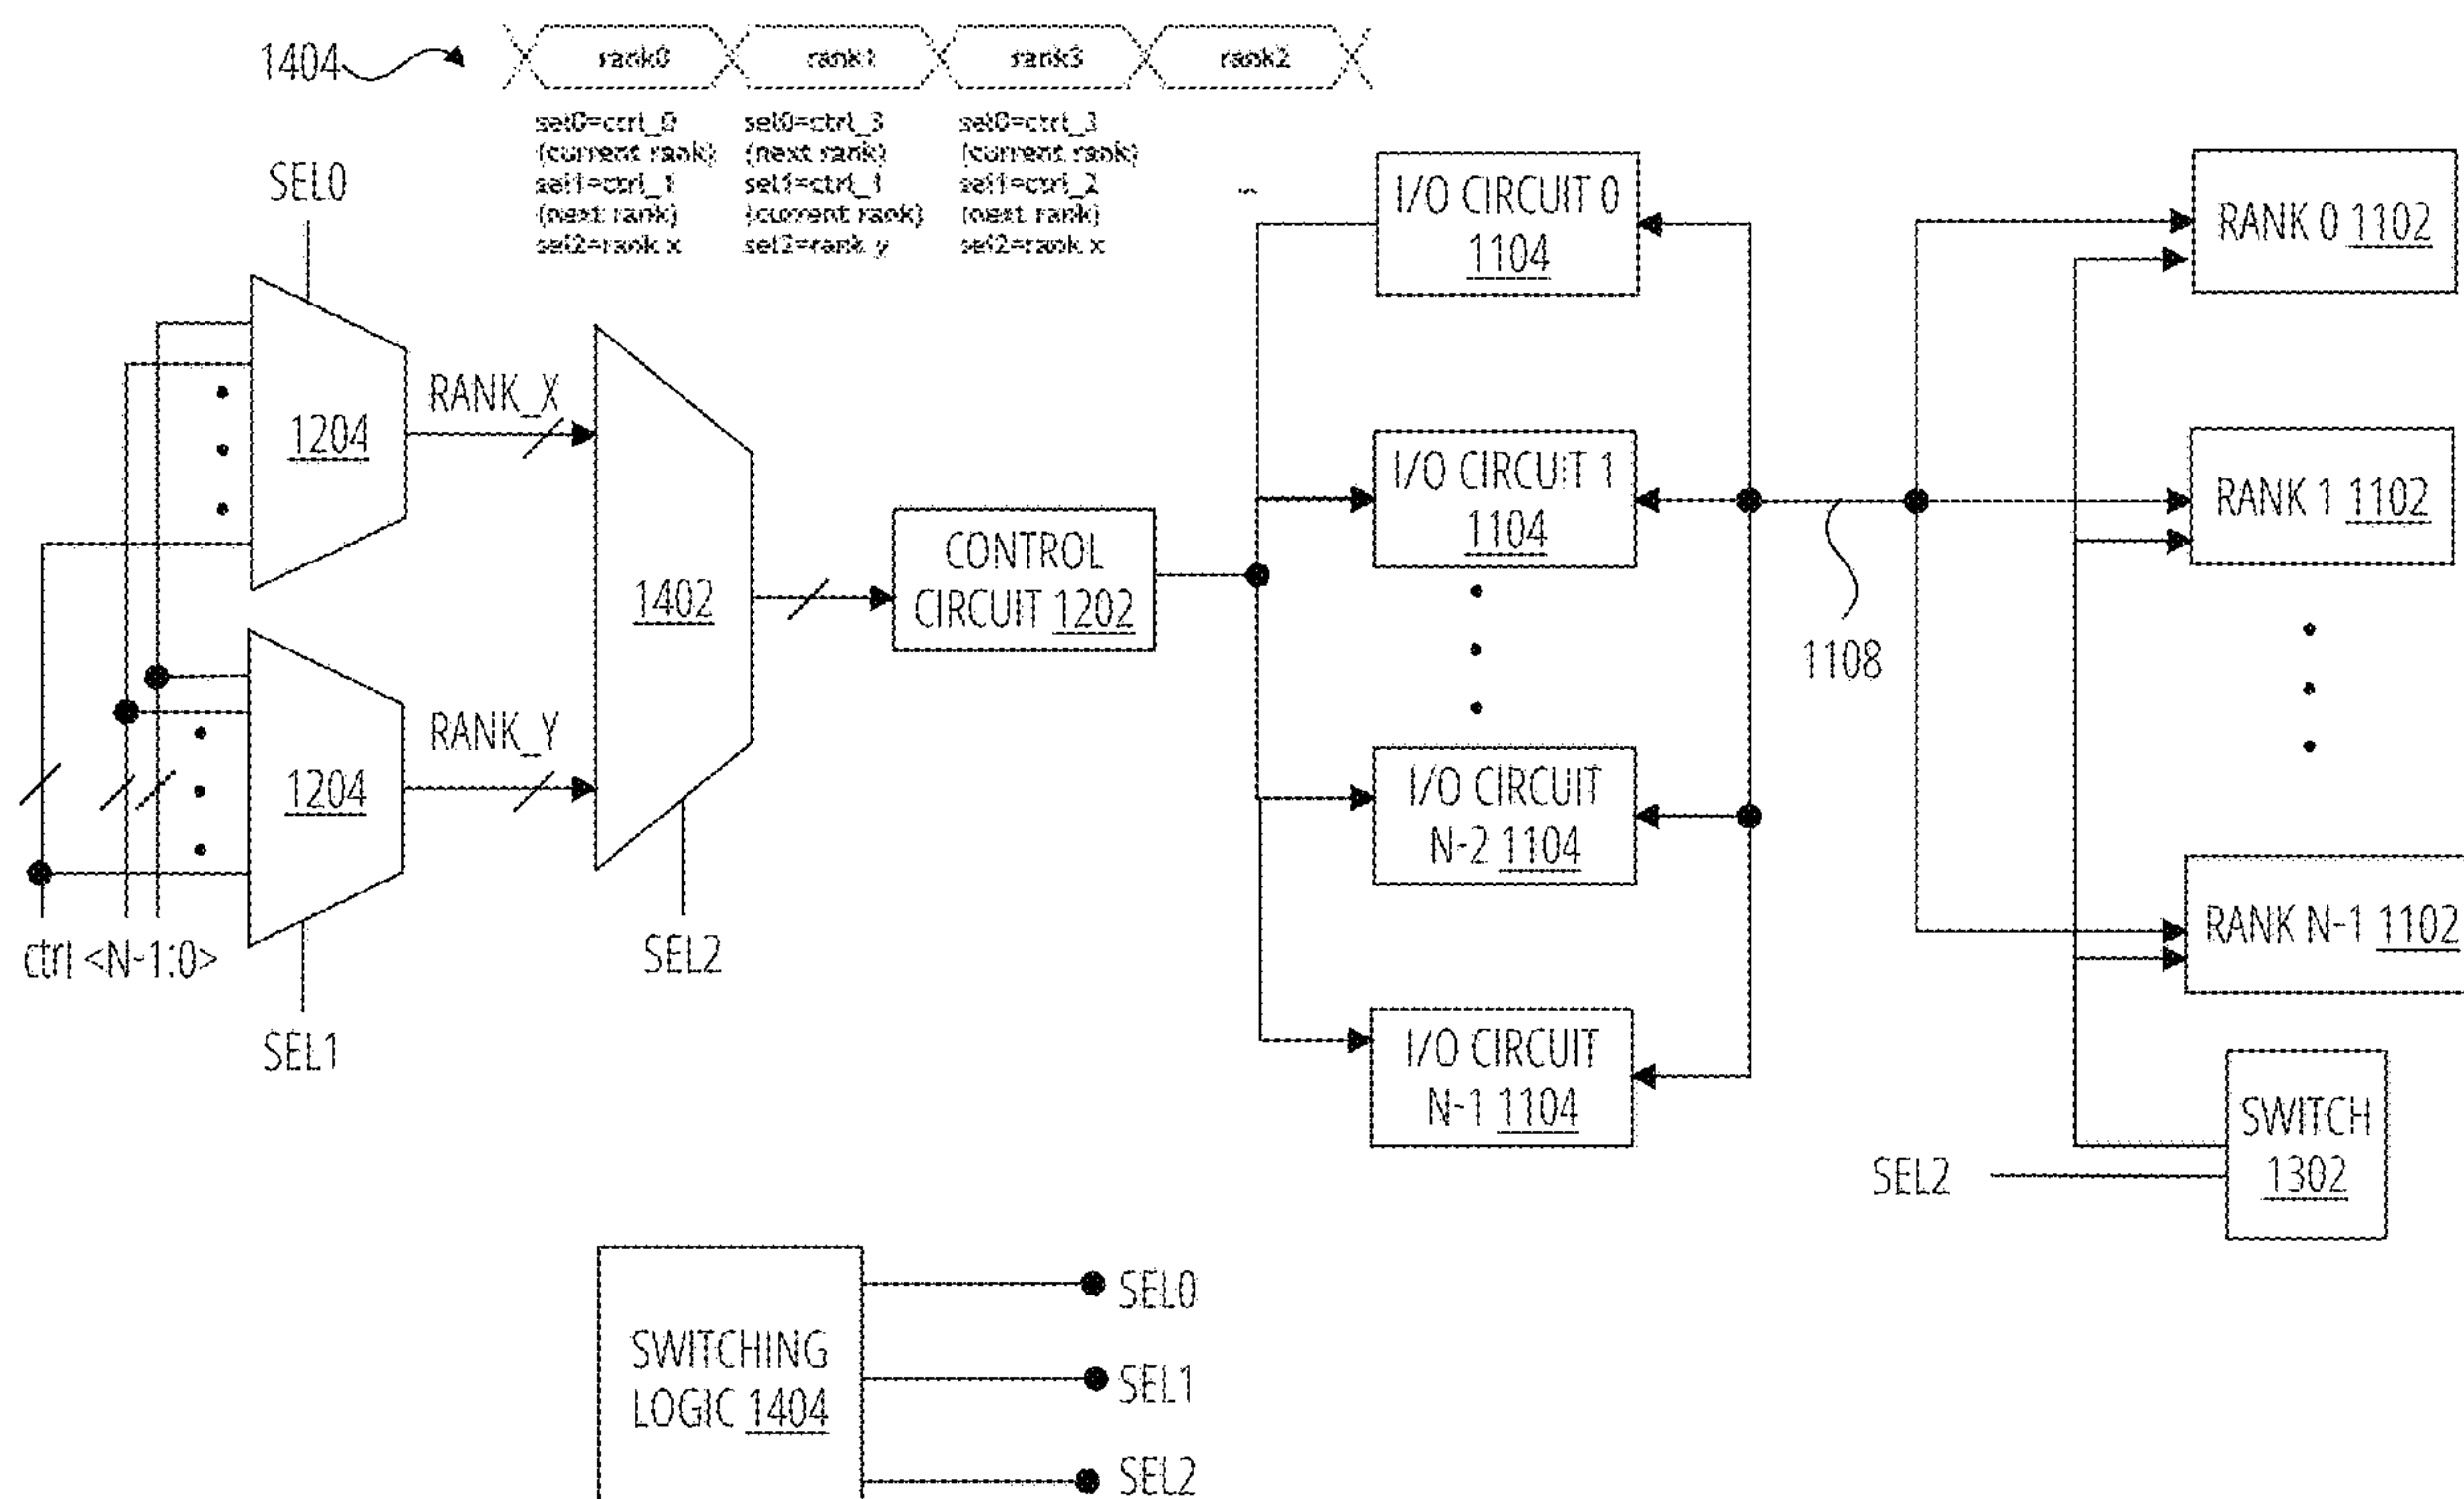 1404
rank0
rank1
rank3
rank2
sel0=ctrl_0
(current rank)
sel1=ctrl_1
(next rank)
sel2=rank x
sel0=ctrl_3
(next rank)
sel1=ctrl_1
(current rank)
sel2=rank y
sel0=ctrl_3
(current rank)
sel1=ctrl_2
(next rank)
sel2=rank x
...
SEL0
1204
RANK_X
1204
RANK_Y
ctrl <N-1:0>
SEL1
1402
SEL2
CONTROL
CIRCUIT 1202
I/O CIRCUIT 0
1104
I/O CIRCUIT 1
1104
I/O CIRCUIT
N-2 1104
I/O CIRCUIT
N-1 1104
1108
RANK 0 1102
RANK 1 1102
RANK N-1 1102
SWITCH
1302
SEL2
SWITCHING
LOGIC 1404
SEL0
SEL1
SEL2